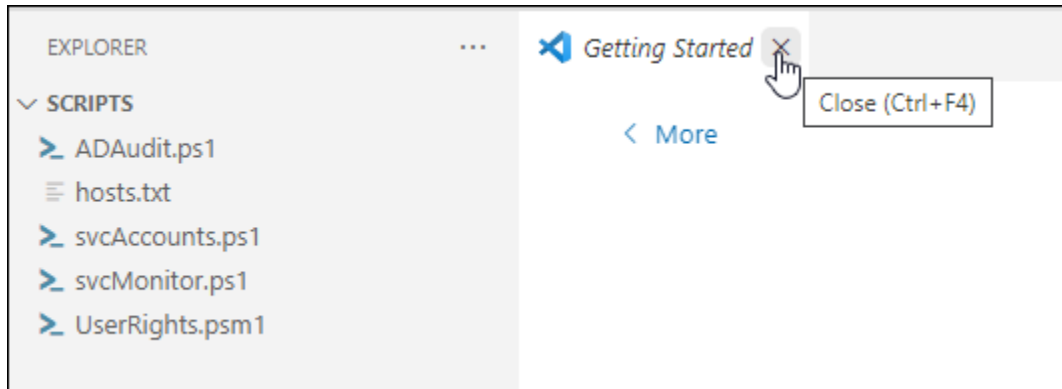 EXPLORER ...
SCRIPTS
ADAudit.ps1
hosts.txt
svcAccounts.ps1
svcMonitor.ps1
UserRights.psm1
Getting Started
Close (Ctrl+F4)
More